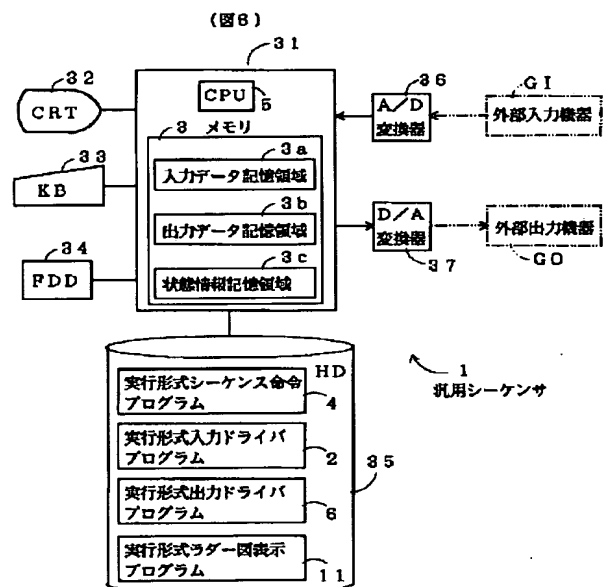 (図6)
31
32
CRT
CPU
5
36
A/D
変換器
GI
外部入力機器
3 メモリ
3a
入力データ記憶領域
33
KB
3b
出力データ記憶領域
D/A
変換器
37
外部出力機器
GO
34
FDD
3c
状態情報記憶領域
HD
実行形式シーケンス命令
プログラム
4
1
汎用シーケンサ
実行形式入力ドライバ
プログラム
2
35
実行形式出力ドライバ
プログラム
6
実行形式ラダー図表示
プログラム
11